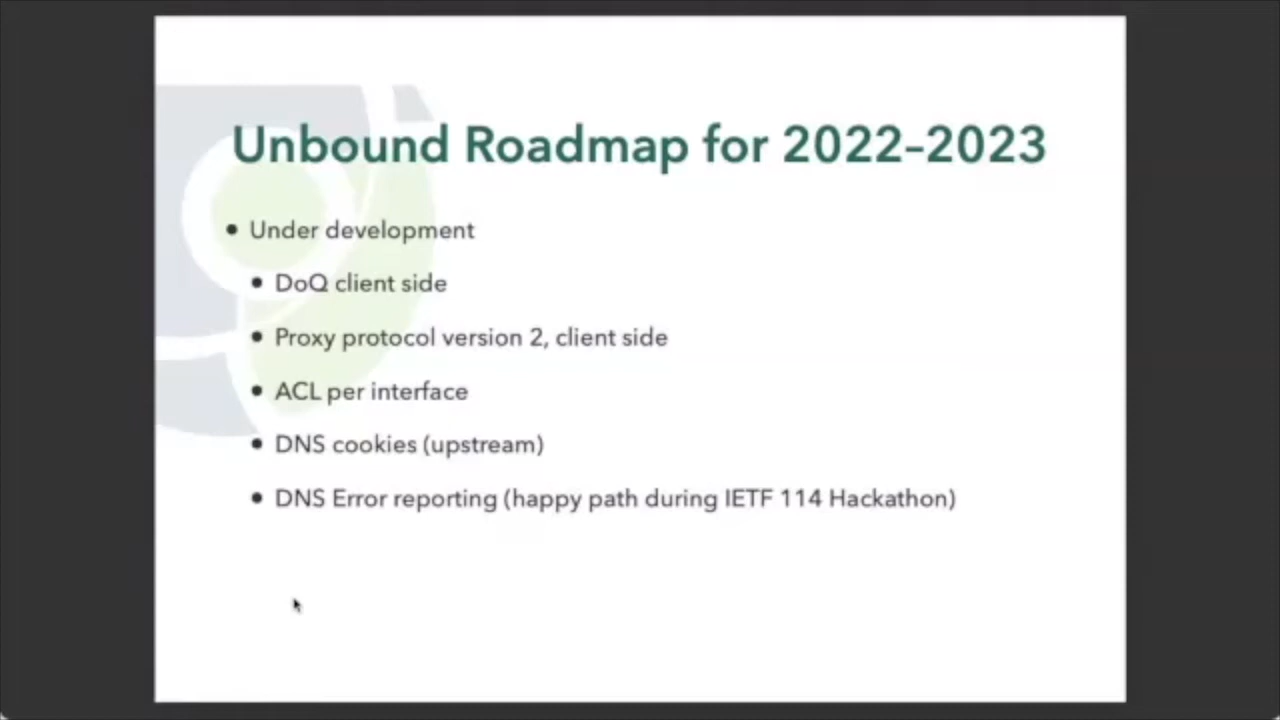 Unbound Roadmap for 2022–2023
• Under development
• DoQ client side
• Proxy protocol version 2, client side
• ACL per interface
• DNS cookies (upstream)
• DNS Error reporting (happy path during IETF 114 Hackathon)